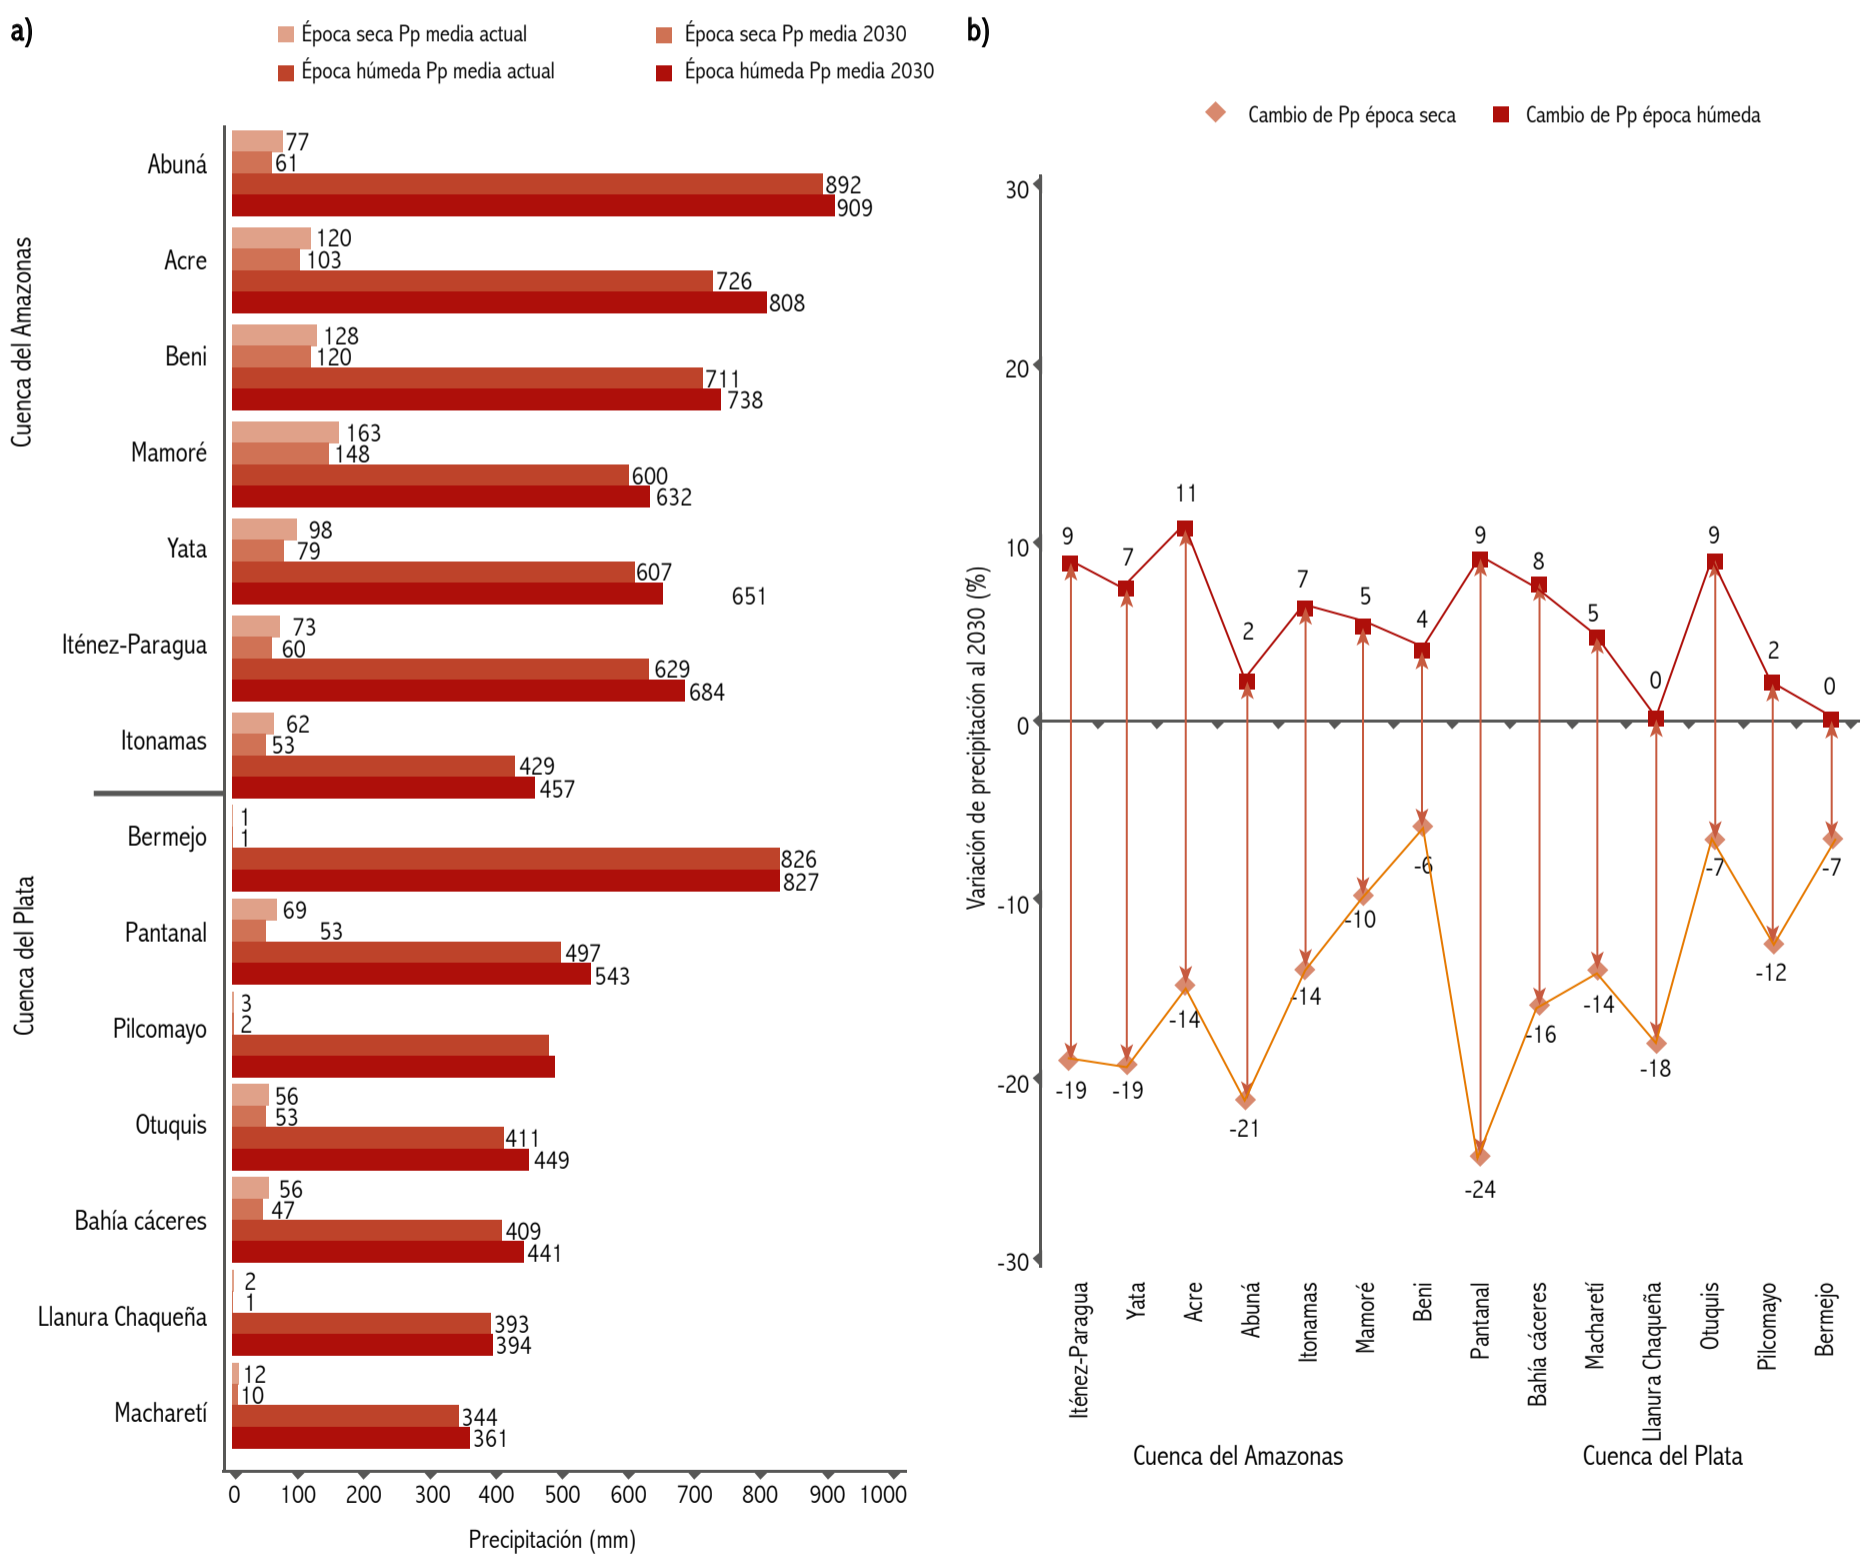 a)
Época seca Pp media actual
Época seca Pp media 2030
Época húmeda Pp media actual
Época húmeda Pp media 2030
Cuenca del Amazonas
Abuná
77
61
892
909
Acre
120
103
726
808
Beni
128
120
711
738
Mamoré
163
148
600
632
Yata
98
79
607
651
Iténez-Paragua
73
60
629
684
Itonamas
62
53
429
457
Cuenca del Plata
Bermejo
1
1
826
827
Pantanal
69
53
497
543
Pilcomayo
3
2
Otuquis
56
53
411
449
Bahía cáceres
56
47
409
441
Llanura Chaqueña
2
1
393
394
Macharetí
12
10
344
361
0 100 200 300 400 500 600 700 800 900 1000
Precipitación (mm)
b)
Cambio de Pp época seca
Cambio de Pp época húmeda
Variación de precipitación al 2030 (%)
30
20
10
0
-10
-20
-30
9 7 11 2 7 5 4 9 8 5 0 9 2 0
-19 -19 -14 -21 -14 -10 -6 -24 -16 -14 -18 -7 -12 -7
Iténez-Paragua
Yata
Acre
Abuná
Itonamas
Mamoré
Beni
Pantanal
Bahía cáceres
Macharetí
Llanura Chaqueña
Otuquis
Pilcomayo
Bermejo
Cuenca del Amazonas
Cuenca del Plata